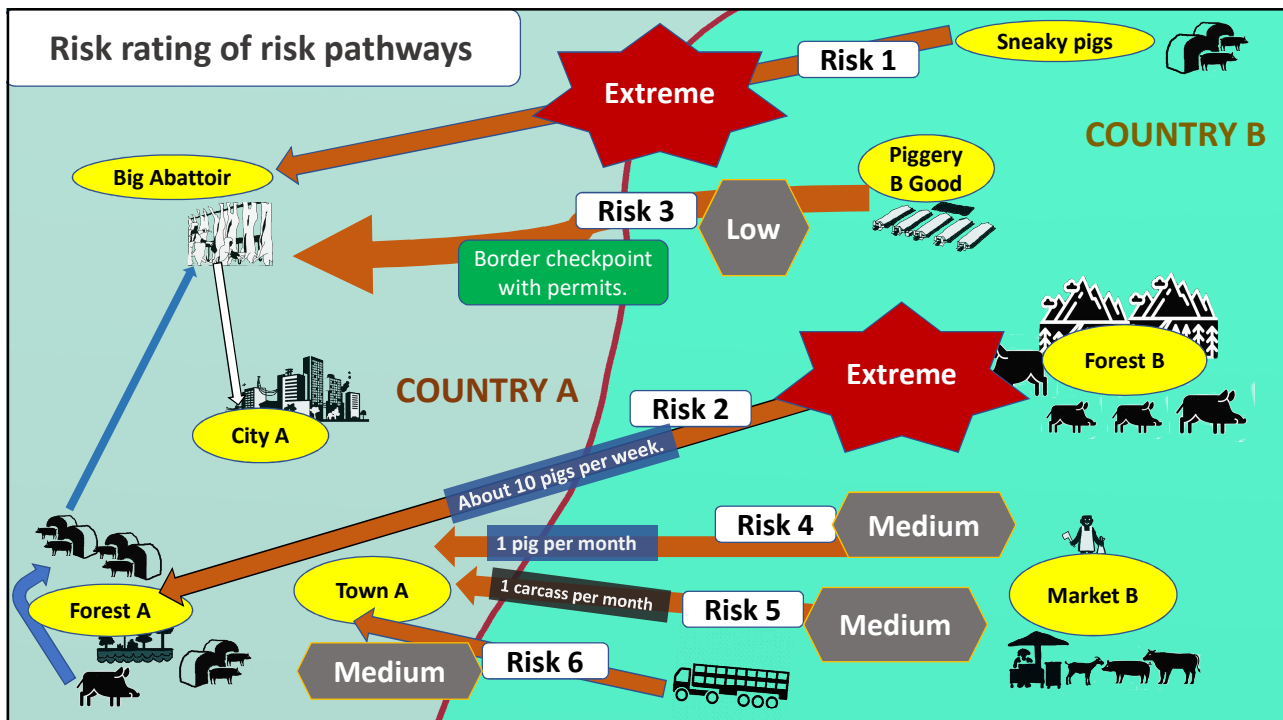 Risk rating of risk pathways
Sneaky pigs
Risk 1
Extreme
COUNTRY B
Big Abattoir
Piggery
B Good
Risk 3
Low
Border checkpoint
with permits.
Forest B
Extreme
COUNTRY A
Risk 2
City A
About 10 pigs per week.
Risk 4
Medium
1 pig per month
Town A
1 carcass per month
Risk 5
Medium
Market B
Forest A
Medium
Risk 6